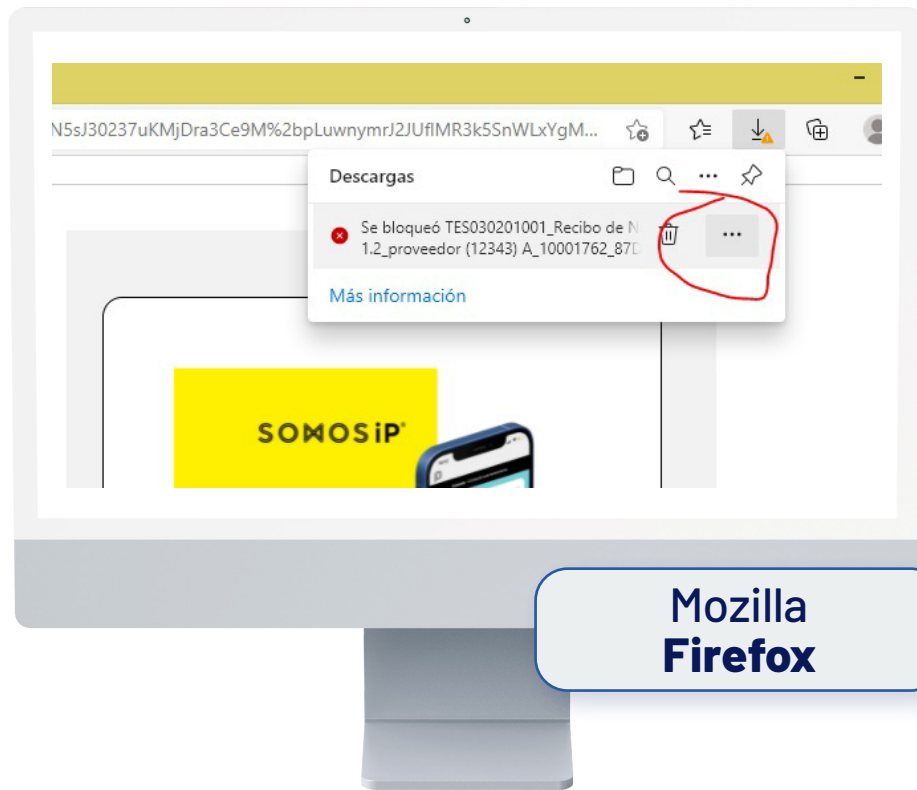 N5sJ30237uKMjDra3Ce9M%2bpLuwnymrJ2JUflMR3k5SnWLxYgM...
Descargas
Se bloqueó TES030201001_Recibo de N
1.2_proveedor (12343) A_10001762_87D
Más información
SOMOSiP
Mozilla
Firefox